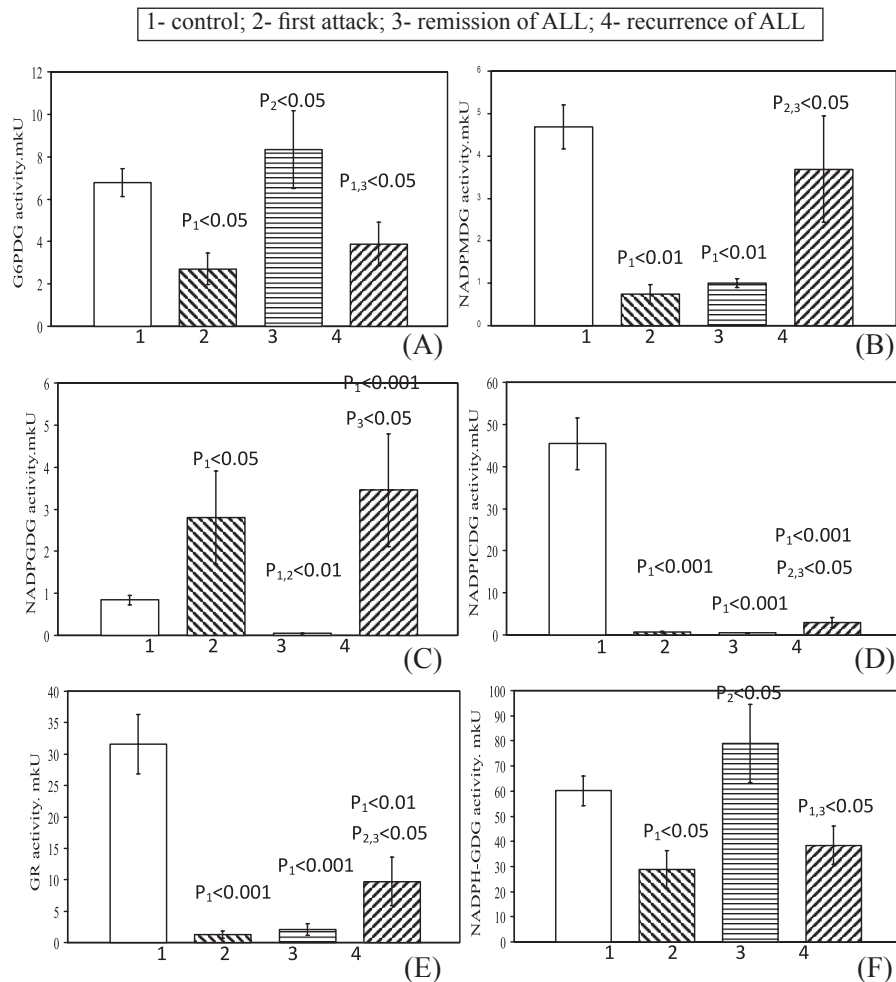 1- control; 2- first attack; 3- remission of ALL; 4- recurrence of ALL
G6PDG activity.mkU
12
10
8
6
4
2
0
P2<0.05
P1<0.05
P1,3<0.05
1 2 3 4
(A)
NADPMDG activity.mkU
6
5
4
3
2
1
0
P2,3<0.05
P1<0.01
P1<0.01
1 2 3 4
(B)
NADPGDG activity.mkU
6
5
4
3
2
1
0
P1<0.001
P3<0.05
P1<0.05
P1,2<0.01
1 2 3 4
(C)
NADPICDG activity.mkU
60
50
40
30
20
10
0
P1<0.001
P1<0.001
P1<0.001
P2,3<0.05
1 2 3 4
(D)
GR activity. mkU
40
35
30
25
20
15
10
5
0
P1<0.001
P1<0.001
P1<0.01
P2,3<0.05
1 2 3 4
(E)
NADPH-GDG activity. mkU
100
90
80
70
60
50
40
30
20
10
0
P2<0.05
P1<0.05
P1,3<0.05
1 2 3 4
(F)